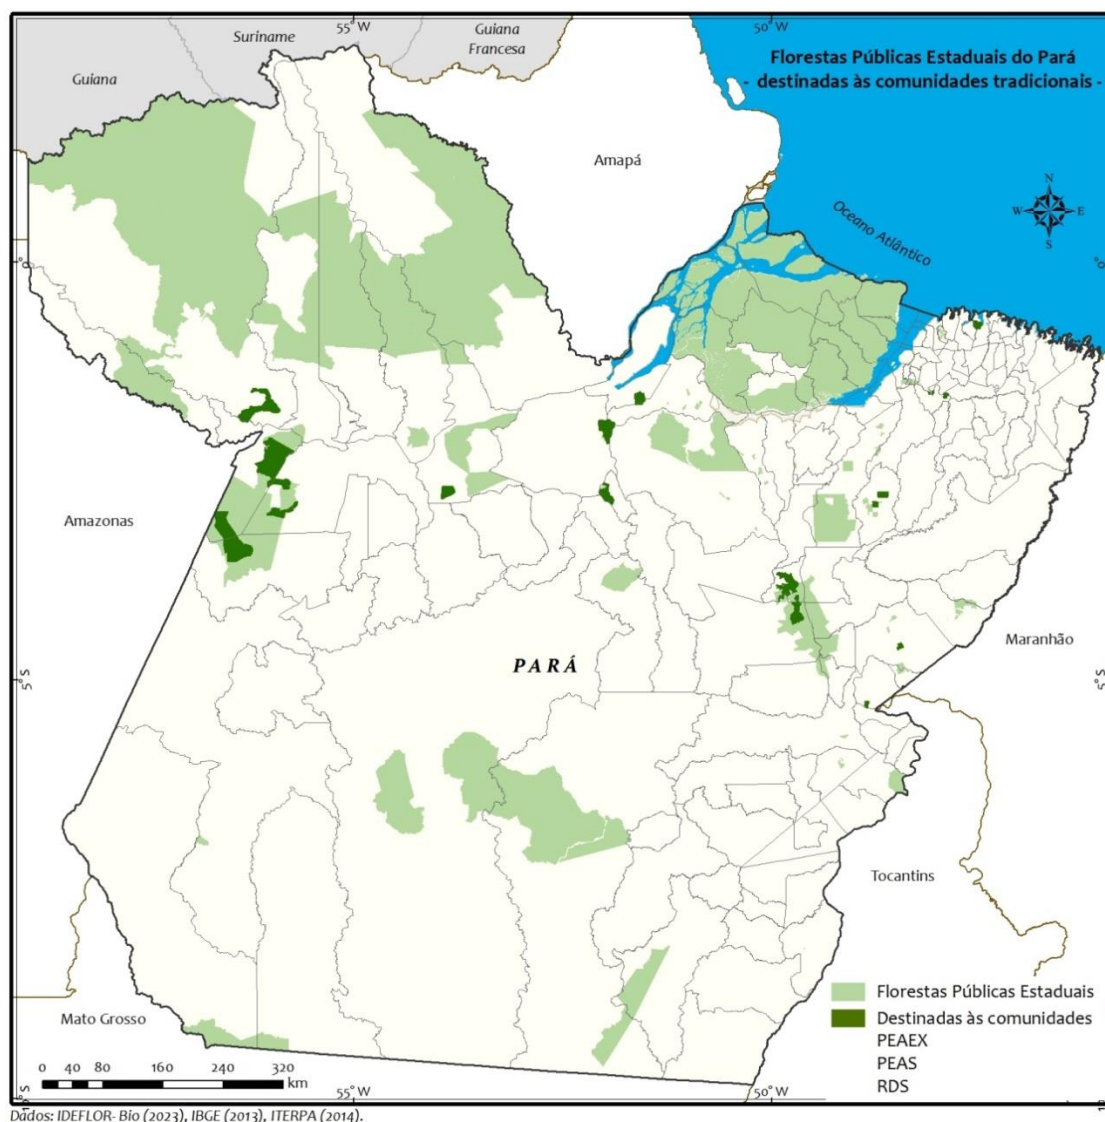 55° W
50° W
Suriname
Guiana
Francesa
Guiana
Florestas Públicas Estaduais do Pará
- destinadas às comunidades tradicionais -
Amapá
N
W
E
S
Oceano Atlântico
0°
0°
Amazonas
Maranhão
PARÁ
5° S
5° S
Tocantins
Mato Grosso
Florestas Públicas Estaduais
Destinadas às comunidades
PEAEX
PEAS
RDS
0 40 80 160 240 320
km
55° W
50° W
Dados: IDEFLOR- Bio (2023), IBGE (2013), ITERPA (2014).